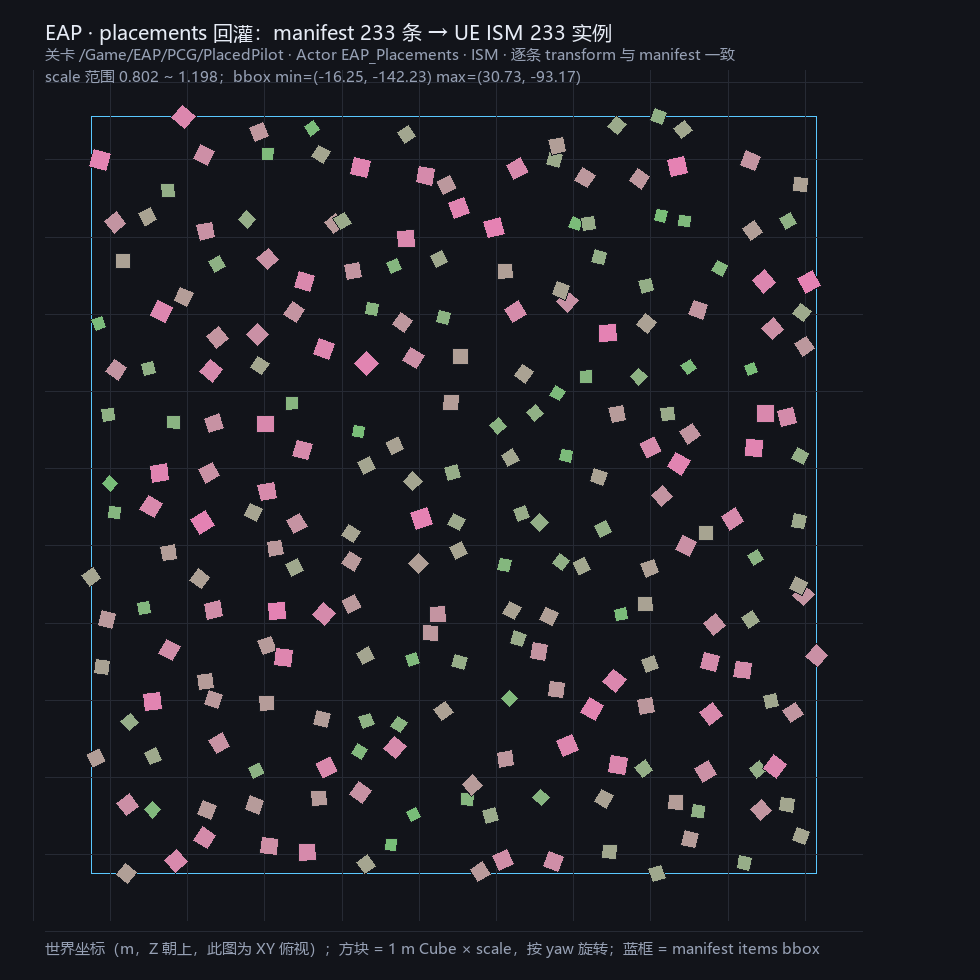 EAP · placements 回灌：manifest 233 条 → UE ISM 233 实例
关卡 /Game/EAP/PCG/PlacedPilot · Actor EAP_Placements · ISM · 逐条 transform 与 manifest 一致
scale 范围 0.802 ~ 1.198；bbox min=(-16.25, -142.23) max=(30.73, -93.17)
世界坐标（m，Z 朝上，此图为 XY 俯视）；方块 = 1 m Cube × scale，按 yaw 旋转；蓝框 = manifest items bbox